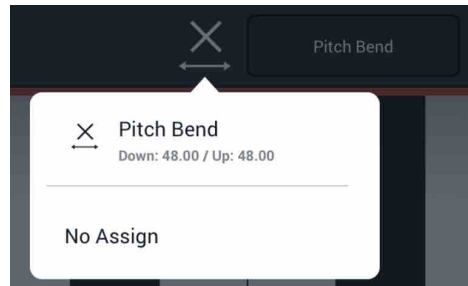 Pitch Bend
Pitch Bend
Down: 48.00 / Up: 48.00
No Assign